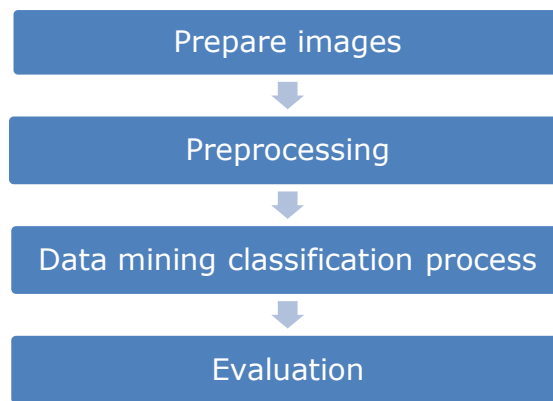 Prepare images
Preprocessing
Data mining classification process
Evaluation